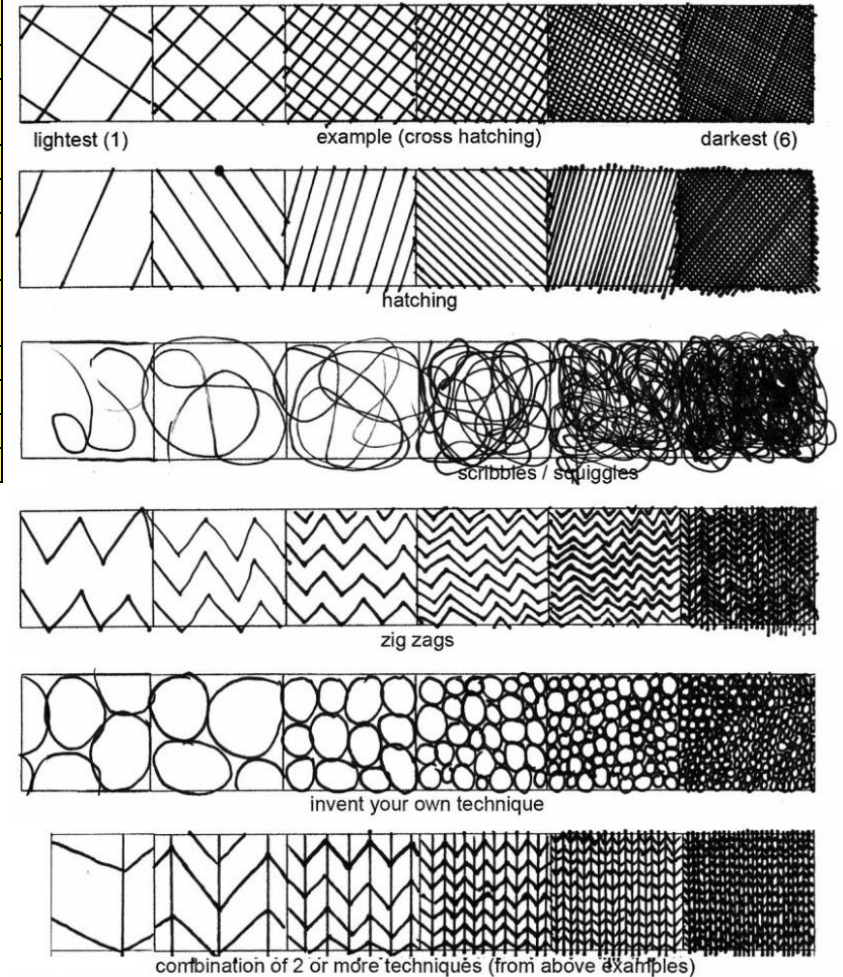 lightest (1) example (cross hatching) darkest (6)
hatching
scribbles / squiggles
zig zags
invent your own technique
combination of 2 or more techniques (from above examples)